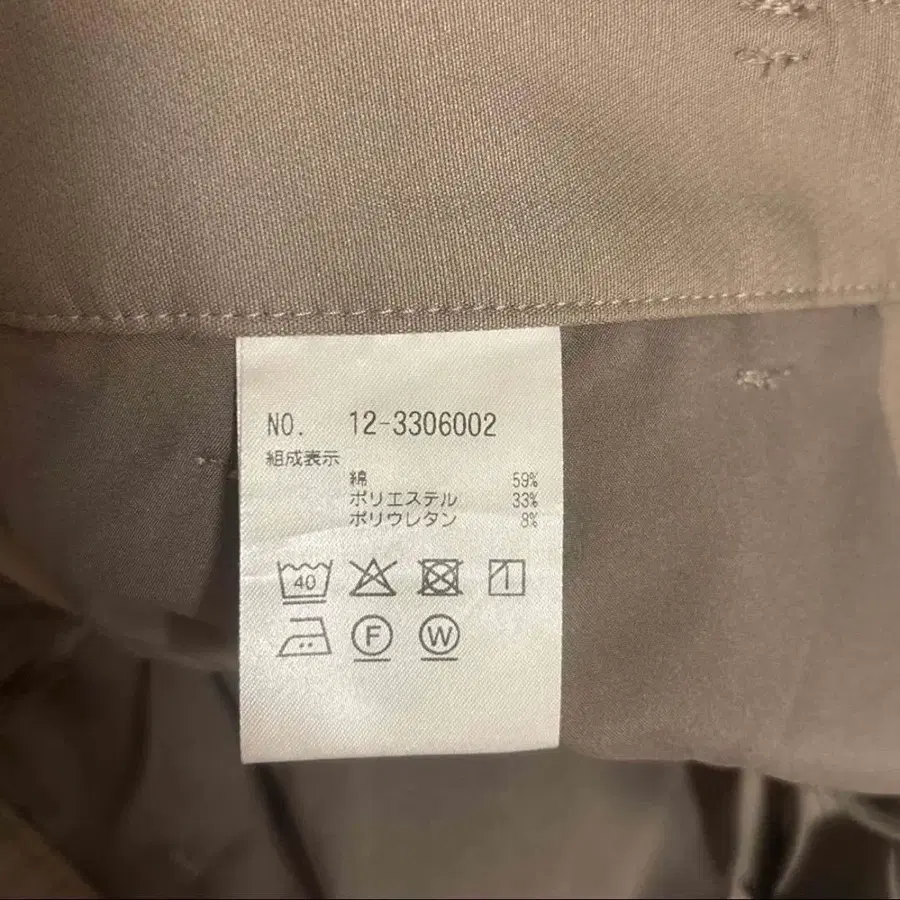 NO. 12-3306002
組成表示
綿 59%
ポリエステル 33%
ポリウレタン 8%
40
F W